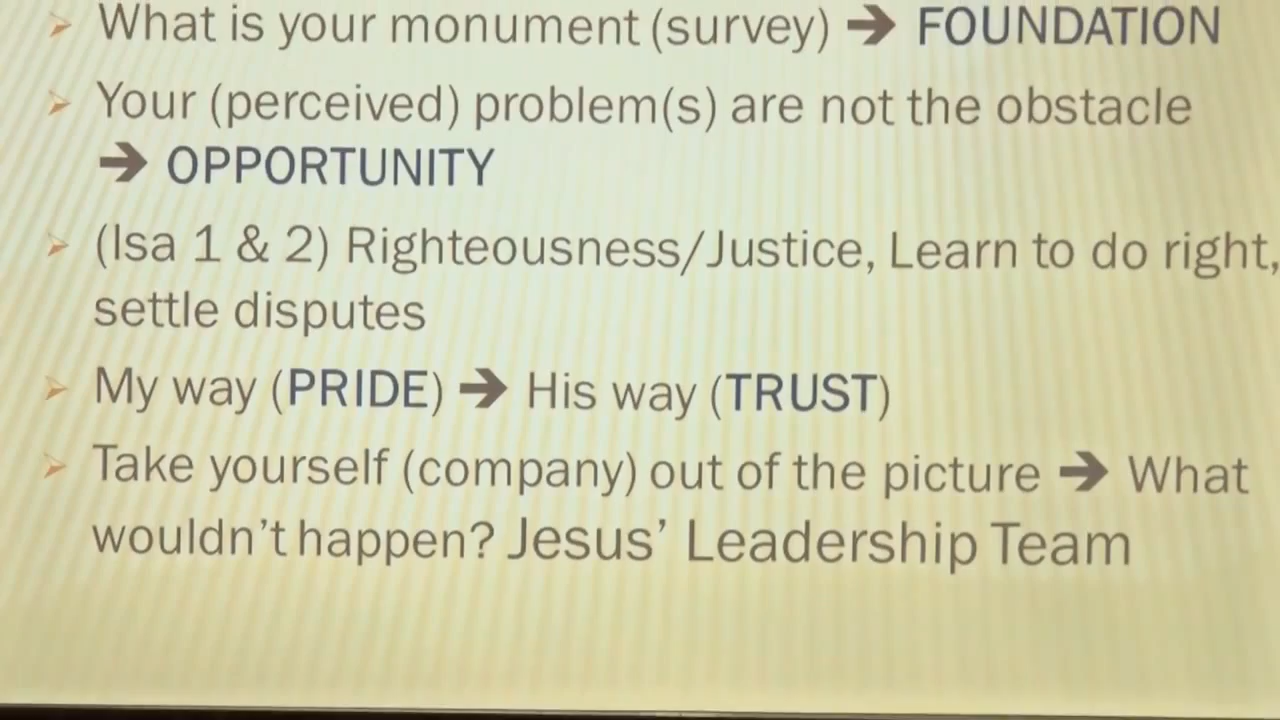 ➢ What is your monument (survey) ➔ FOUNDATION
➢ Your (perceived) problem(s) are not the obstacle
➔ OPPORTUNITY
➢ (Isa 1 & 2) Righteousness/Justice, Learn to do right,
settle disputes
➢ My way (PRIDE) ➔ His way (TRUST)
➢ Take yourself (company) out of the picture ➔ What
wouldn't happen? Jesus' Leadership Team